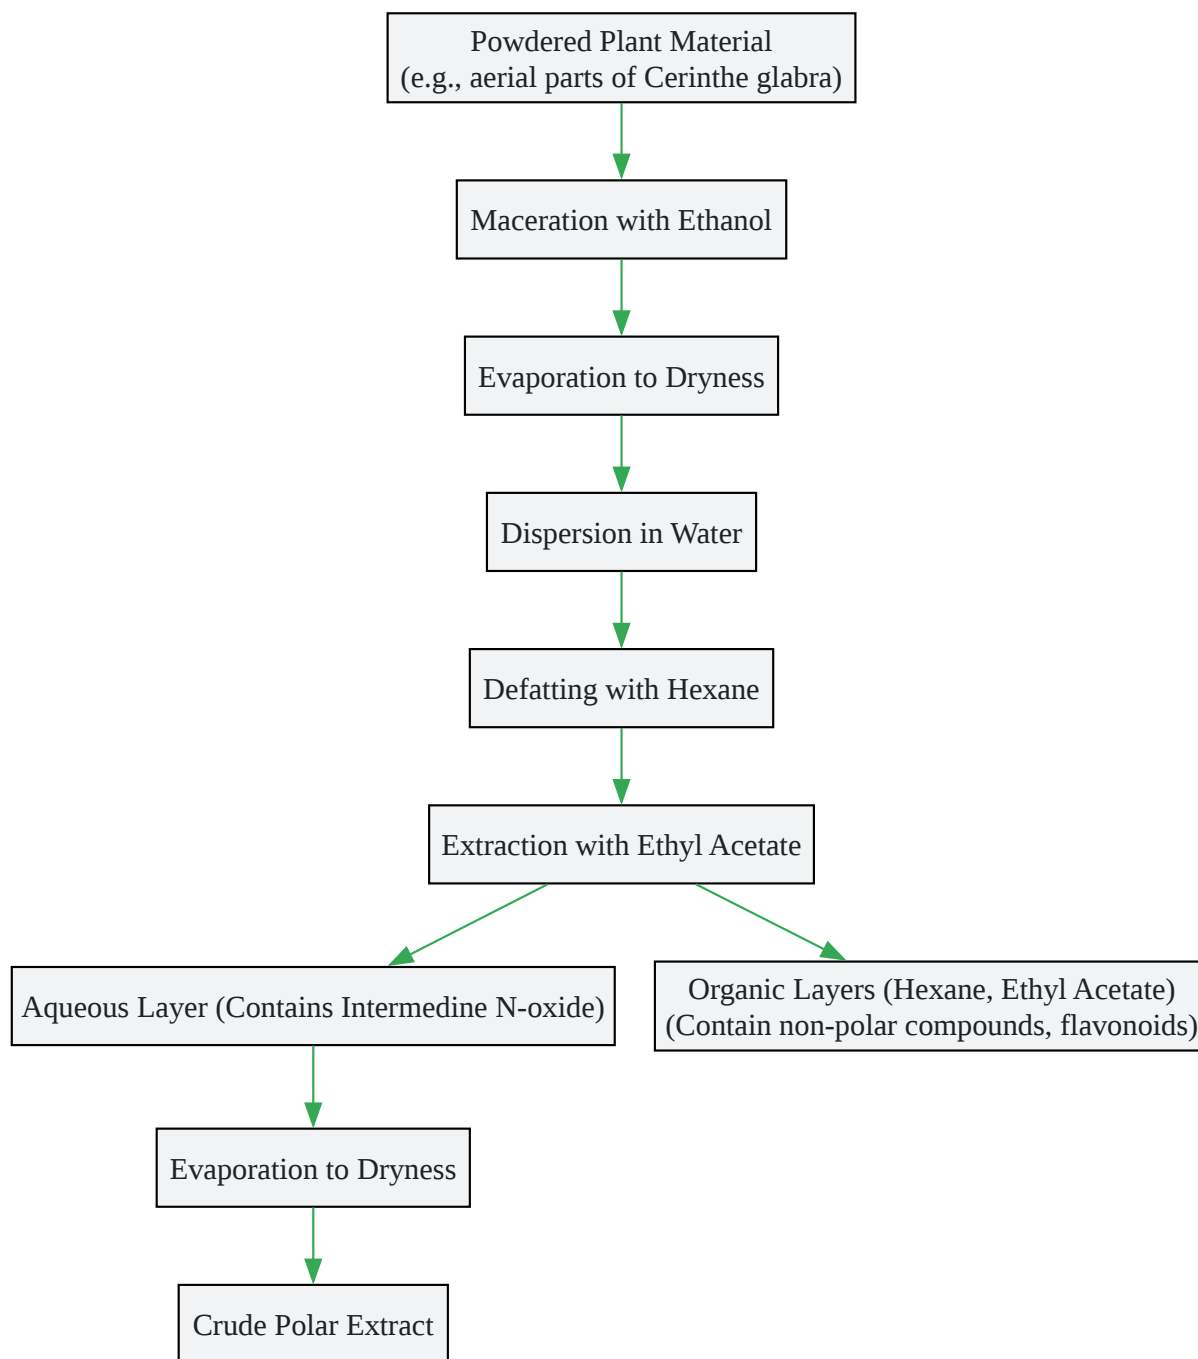 Powdered Plant Material
(e.g., aerial parts of Cerinthe glabra)
Maceration with Ethanol
Evaporation to Dryness
Dispersion in Water
Defatting with Hexane
Extraction with Ethyl Acetate
Aqueous Layer (Contains Intermedine N-oxide)
Organic Layers (Hexane, Ethyl Acetate)
(Contain non-polar compounds, flavonoids)
Evaporation to Dryness
Crude Polar Extract